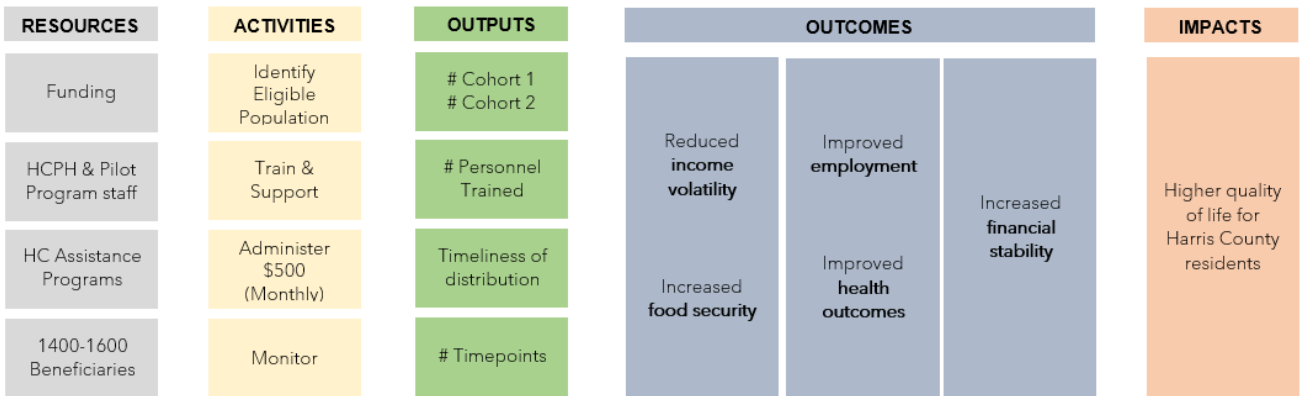 RESOURCES
Funding
HCPH & Pilot
Program staff
HC Assistance
Programs
1400-1600
Beneficiaries
ACTIVITIES
Identify
Eligible
Population
Train &
Support
Administer
$500
(Monthly)
Monitor
OUTPUTS
# Cohort 1
# Cohort 2
# Personnel
Trained
Timeliness of
distribution
# Timepoints
OUTCOMES
Reduced
income
volatility
Increased
food security
Improved
employment
Improved
health
outcomes
Increased
financial
stability
IMPACTS
Higher quality
of life for
Harris County
residents